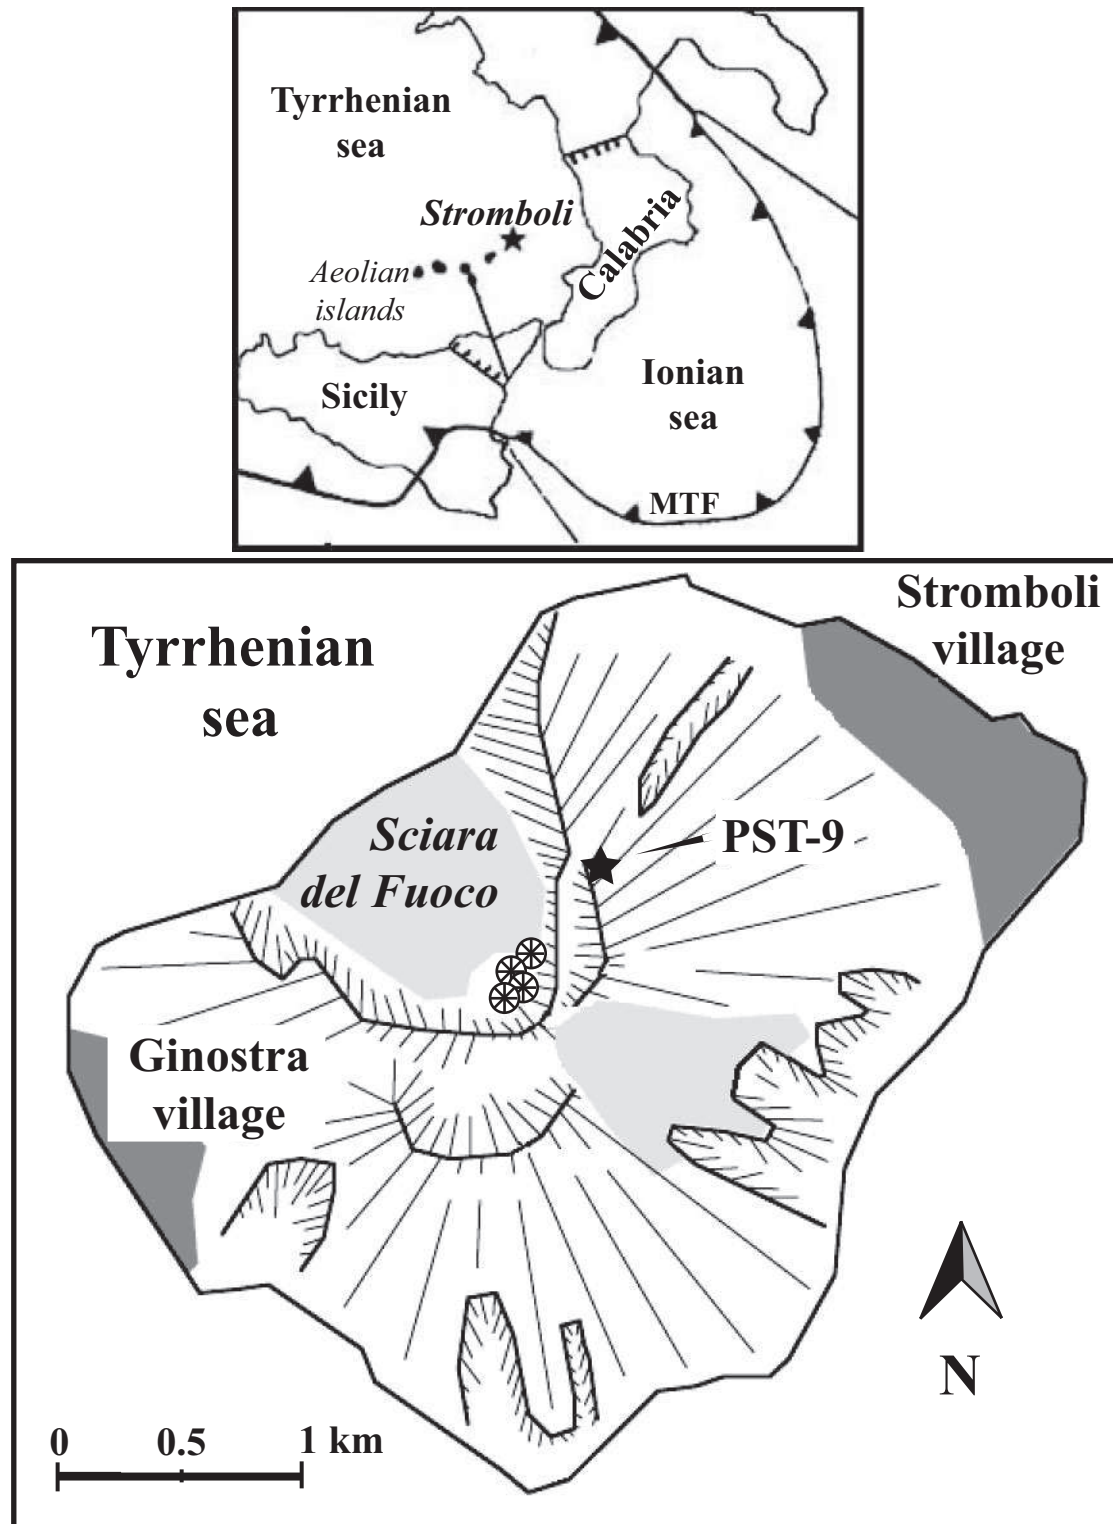 Tyrrhenian
sea
Stromboli
Aeolian
islands
Calabria
Sicily
Ionian
sea
MTF
Stromboli
village
Tyrrhenian
sea
Sciara
del Fuoco
PST-9
Ginostra
village
N
0 0.5 1 km